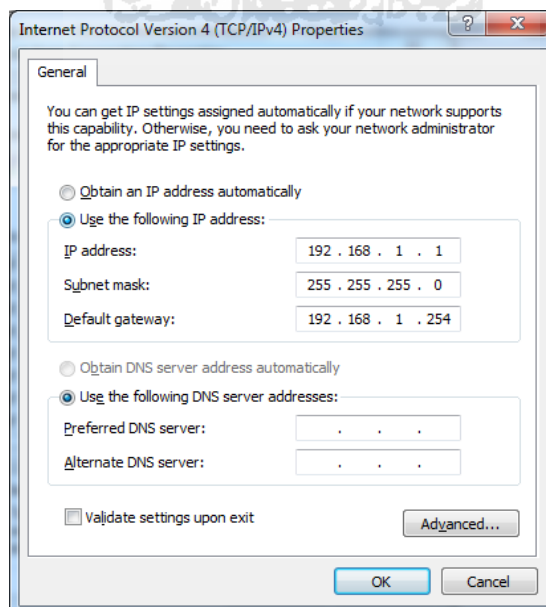 Internet Protocol Version 4 (TCP/IPv4) Properties
General
You can get IP settings assigned automatically if your network supports
this capability. Otherwise, you need to ask your network administrator
for the appropriate IP settings.
Obtain an IP address automatically
Use the following IP address:
IP address: 192 . 168 . 1 . 1
Subnet mask: 255 . 255 . 255 . 0
Default gateway: 192 . 168 . 1 . 254
Obtain DNS server address automatically
Use the following DNS server addresses:
Preferred DNS server: . . .
Alternate DNS server: . . .
Validate settings upon exit
Advanced...
OK Cancel